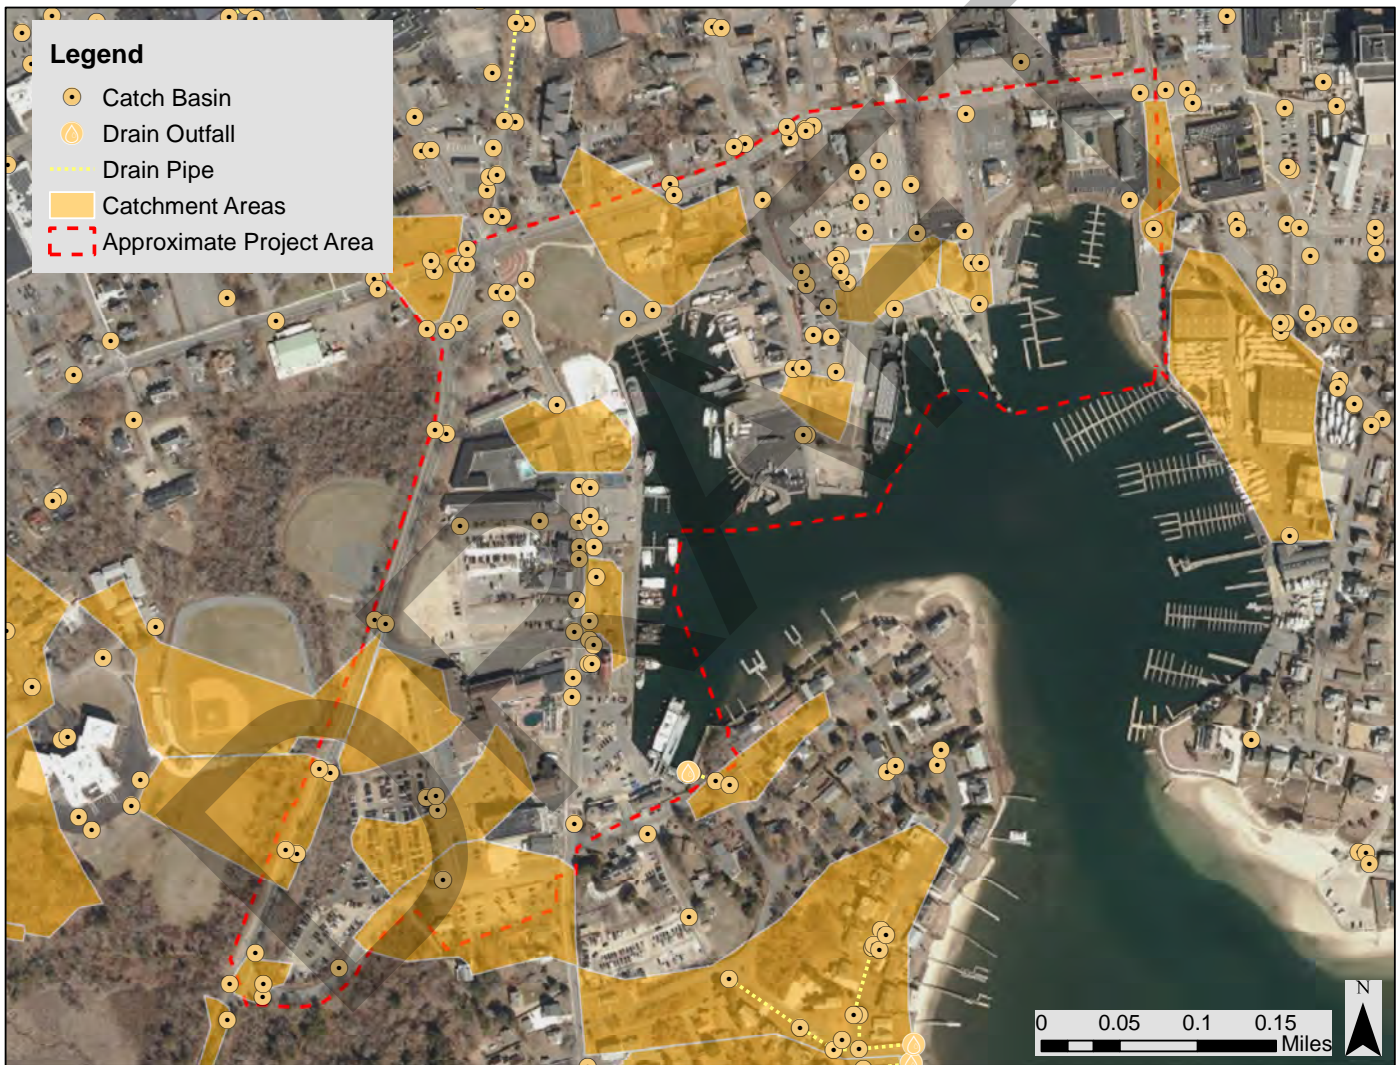 Legend
Catch Basin
Drain Outfall
Drain Pipe
Catchment Areas
Approximate Project Area
DRAFT
N
0 0.05 0.1 0.15
Miles